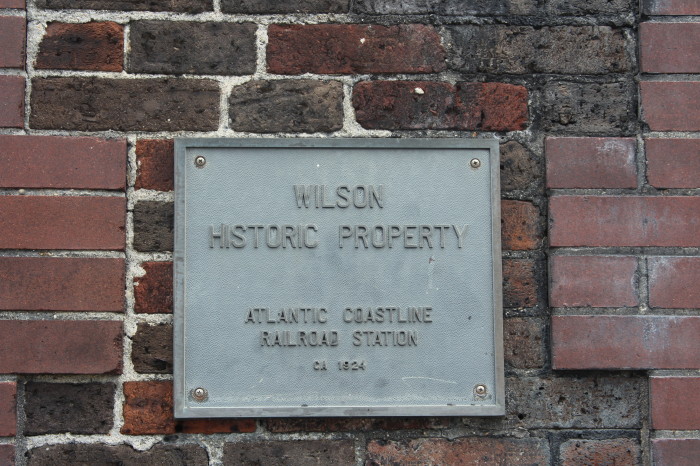 WILSON
HISTORIC PROPERTY
ATLANTIC COASTLINE
RAILROAD STATION
CA 1924